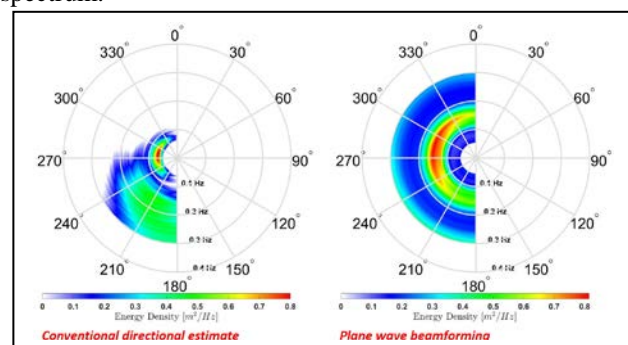 spectrum.
0°
0°
330°
30°
330°
30°
300°
60°
300°
60°
270°
90°
270°
90°
0.1 Hz
0.1 Hz
0.2 Hz
0.2 Hz
240°
120°
240°
120°
0.3 Hz
0.3 Hz
0.4 Hz
0.4 Hz
210°
150°
210°
150°
180°
180°
0 0.1 0.2 0.3 0.4 0.5 0.6 0.7 0.8
0 0.1 0.2 0.3 0.4 0.5 0.6 0.7 0.8
Energy Density [m²/Hz]
Energy Density [m²/Hz]
Conventional directional estimate
Plane wave beamforming